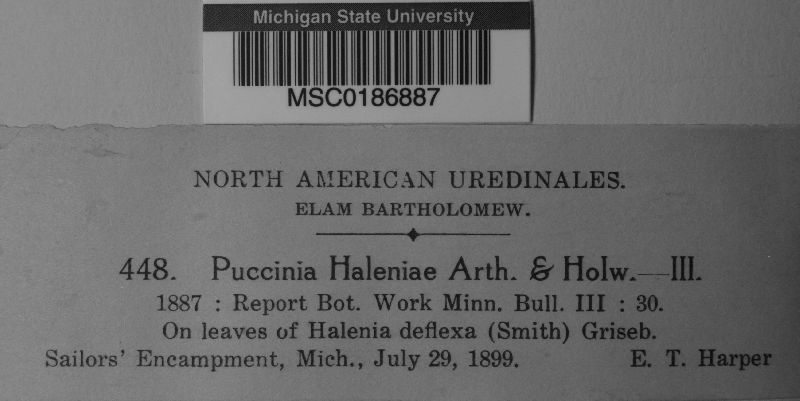 Michigan State University
MSC0186887
NORTH AMERICAN UREDINALES.
ELAM BARTHOLOMEW.
448. Puccinia Haleniae Arth. & Holw.—III.
1887 : Report Bot. Work Minn. Bull. III : 30.
On leaves of Halenia deflexa (Smith) Griseb.
Sailors' Encampment, Mich., July 29, 1899. E. T. Harper